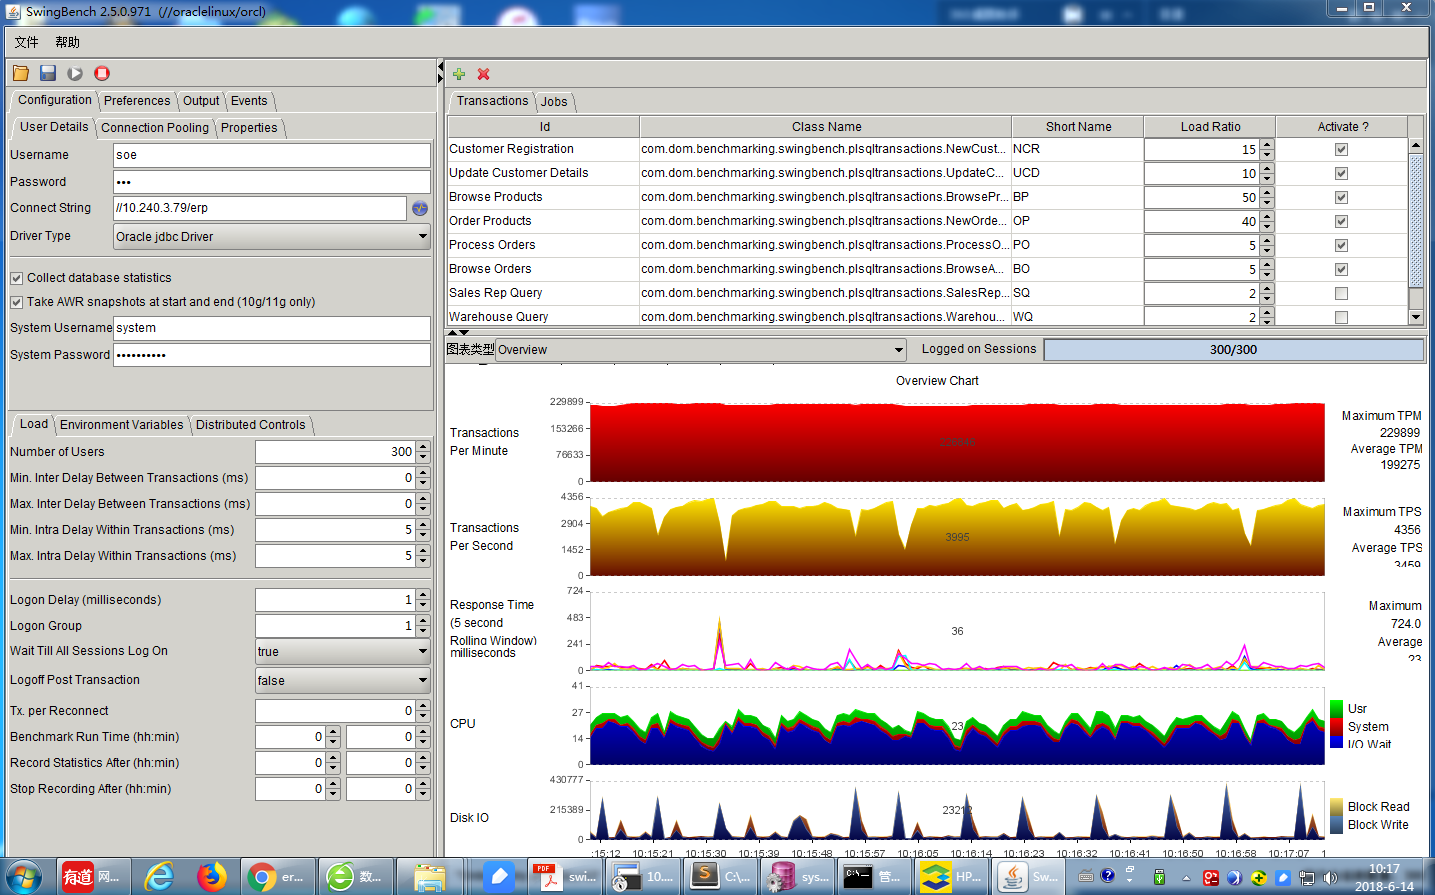 SwingBench 2.5.0.971 (//oraclelinux/orcl)
文件 帮助
Configuration Preferences Output Events
User Details Connection Pooling Properties
Username soe
Password •••
Connect String //10.240.3.79/erp
Driver Type Oracle jdbc Driver
Collect database statistics
Take AWR snapshots at start and end (10g/11g only)
System Username system
System Password ••••••••••
Load Environment Variables Distributed Controls
Number of Users 300
Min. Inter Delay Between Transactions (ms) 0
Max. Inter Delay Between Transactions (ms) 0
Min. Intra Delay Within Transactions (ms) 5
Max. Intra Delay Within Transactions (ms) 5
Logon Delay (milliseconds) 1
Logon Group 1
Wait Till All Sessions Log On true
Logoff Post Transaction false
Tx. per Reconnect 0
Benchmark Run Time (hh:min) 0 0
Record Statistics After (hh:min) 0 0
Stop Recording After (hh:min) 0 0
Transactions Jobs
Id Class Name Short Name Load Ratio Activate ?
Customer Registration com.dom.benchmarking.swingbench.plsqltransactions.NewCust... NCR 15
Update Customer Details com.dom.benchmarking.swingbench.plsqltransactions.UpdateC... UCD 10
Browse Products com.dom.benchmarking.swingbench.plsqltransactions.BrowsePr... BP 50
Order Products com.dom.benchmarking.swingbench.plsqltransactions.NewOrde... OP 40
Process Orders com.dom.benchmarking.swingbench.plsqltransactions.ProcessO... PO 5
Browse Orders com.dom.benchmarking.swingbench.plsqltransactions.BrowseA... BO 5
Sales Rep Query com.dom.benchmarking.swingbench.plsqltransactions.SalesRep... SQ 2
Warehouse Query com.dom.benchmarking.swingbench.plsqltransactions.Warehou... WQ 2
图表类型 Overview Logged on Sessions 300/300
Overview Chart
Transactions
Per Minute
229899
153266
76633
0
Maximum TPM
229899
Average TPM
199275
Transactions
Per Second
4356
2904
1452
0
3995
Maximum TPS
4356
Average TPS
3459
Response Time
(5 second
Rolling Window)
milliseconds
724
483
241
0
36
Maximum
724.0
Average
23
CPU
41
27
14
0
23
Usr
System
I/O Wait
Disk IO
430777
215389
0
23212
Block Read
Block Write
:15:12 10:15:21 10:15:30 10:15:39 10:15:48 10:15:57 10:16:05 10:16:14 10:16:23 10:16:32 10:16:41 10:16:50 10:16:58 10:17:07 1
有道 网... er... 数... swi... 10.... C:\... sys... 管... HP... Sw...
10:17
2018-6-14